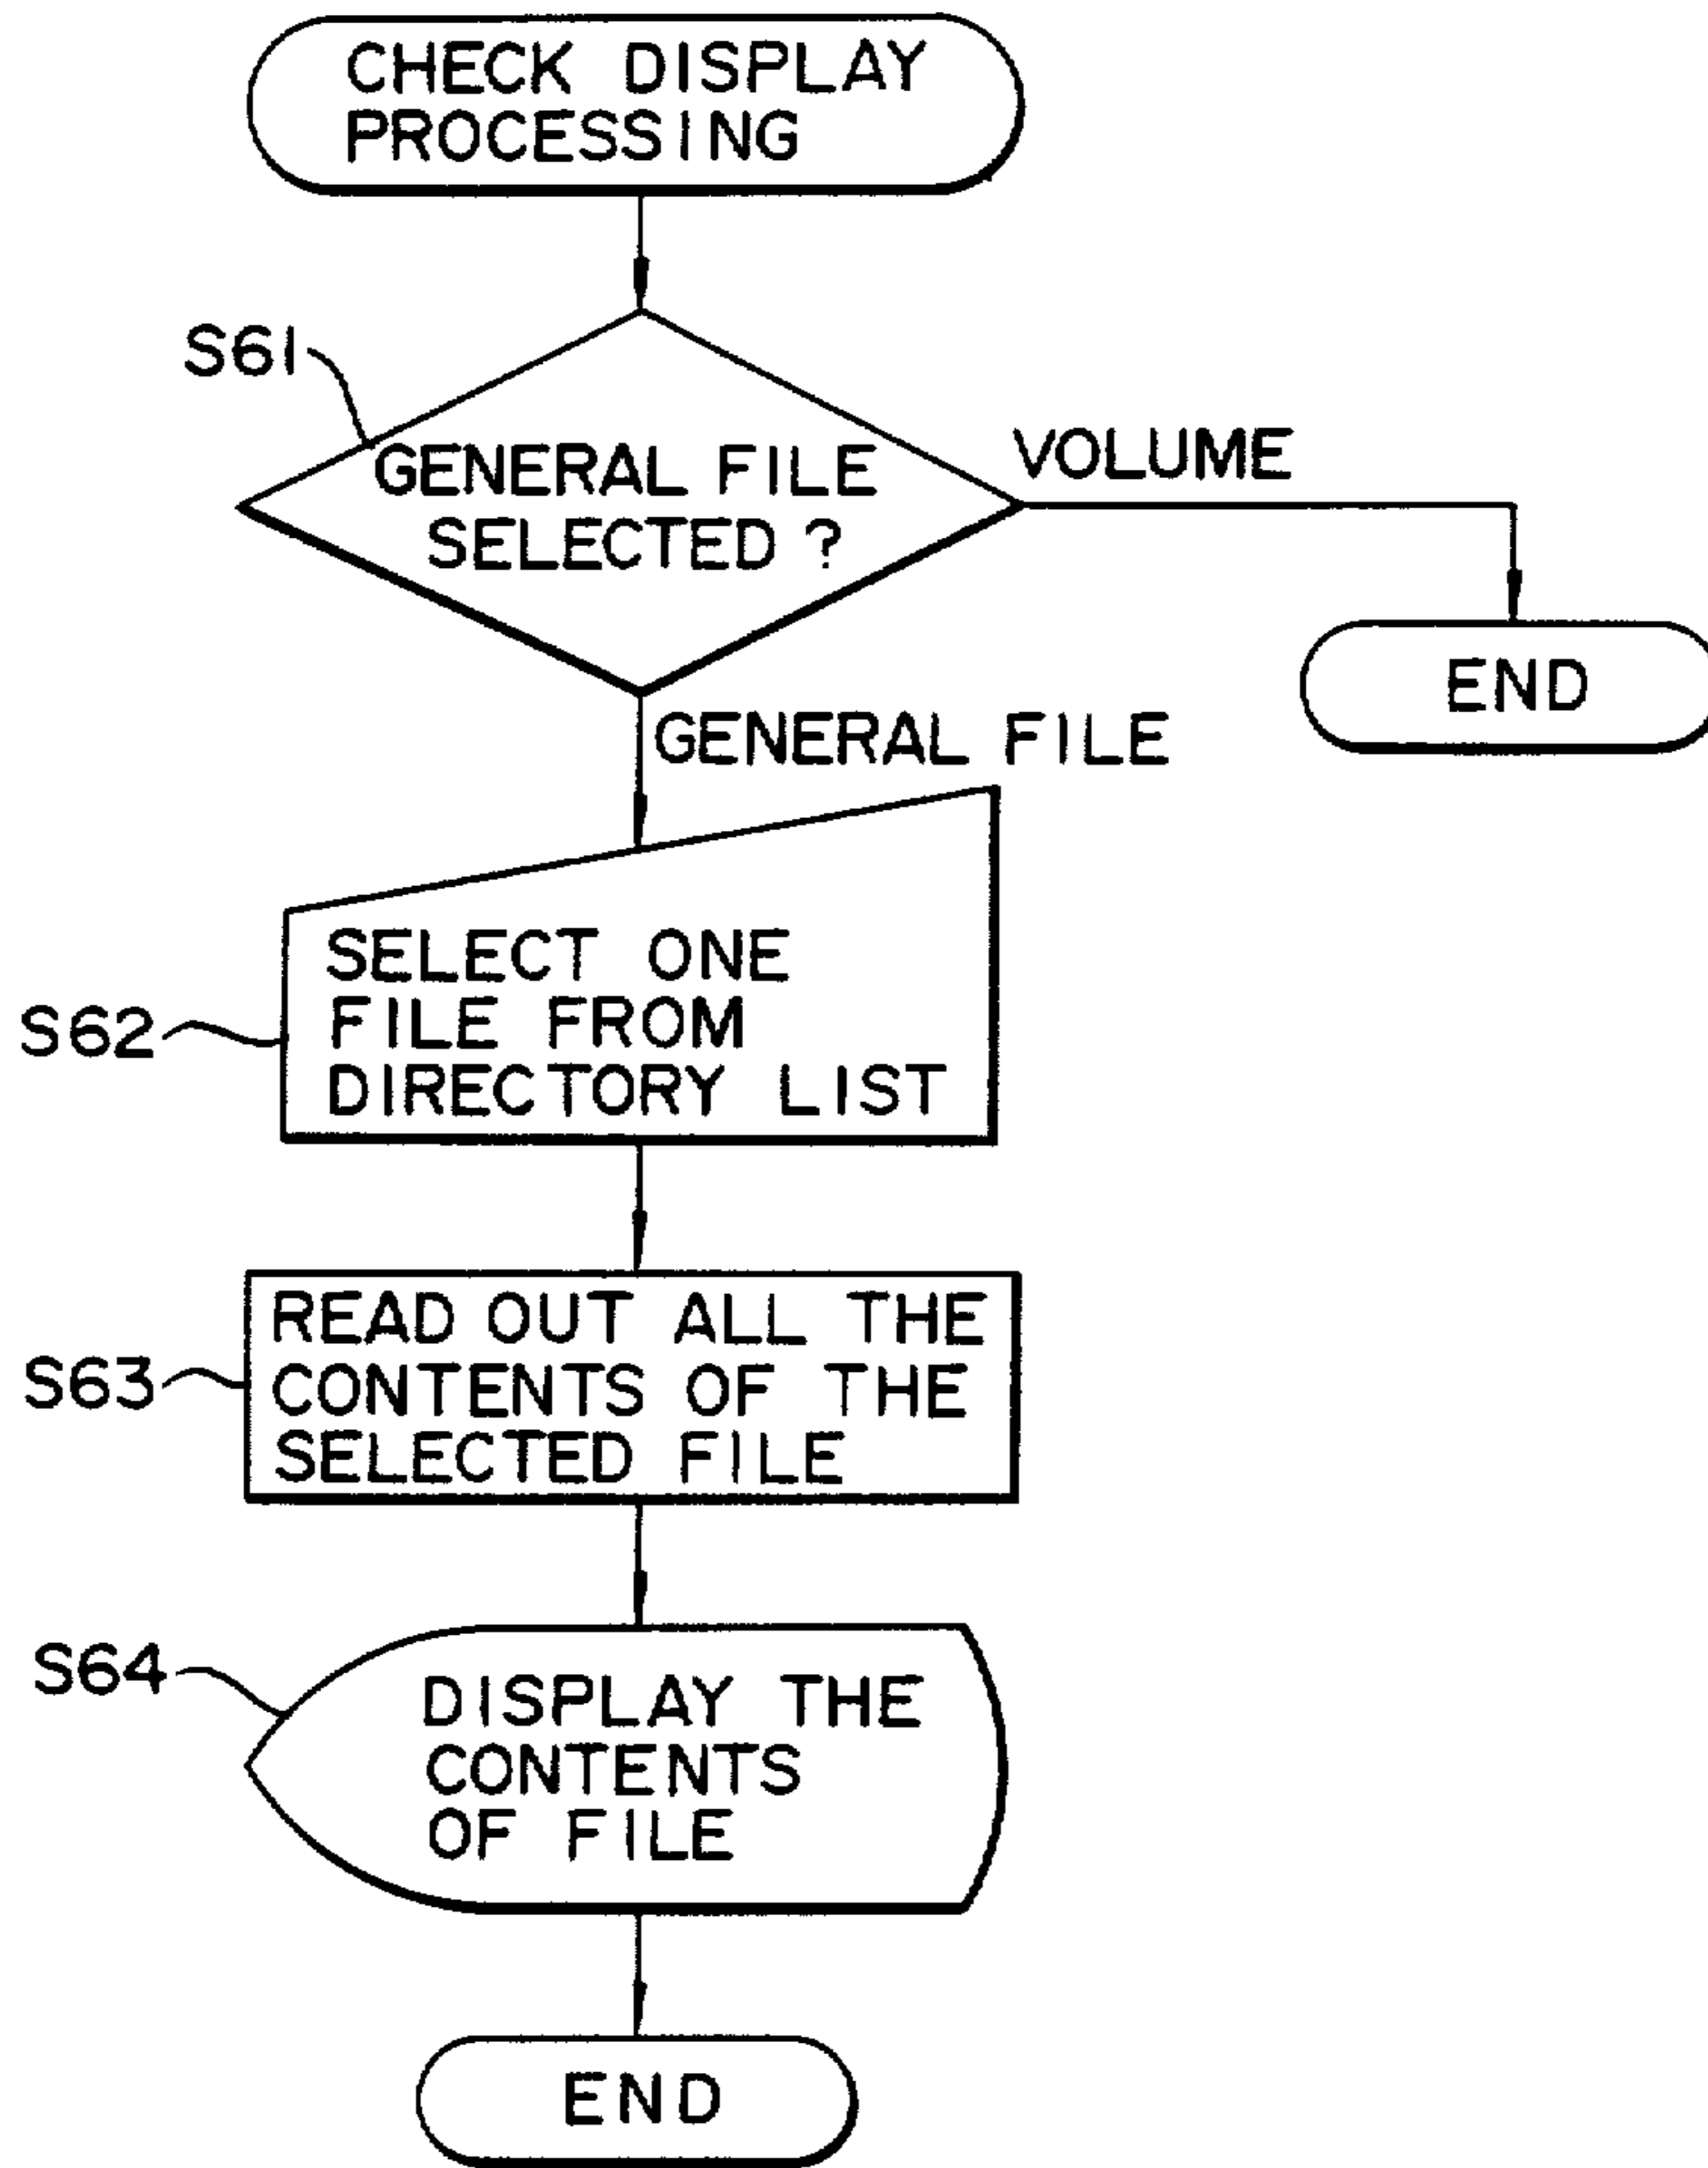 CHECK DISPLAY
PROCESSING
S61
GENERAL FILE
SELECTED ?
VOLUME
END
GENERAL FILE
S62
SELECT ONE
FILE FROM
DIRECTORY LIST
S63
READ OUT ALL THE
CONTENTS OF THE
SELECTED FILE
S64
DISPLAY THE
CONTENTS
OF FILE
END